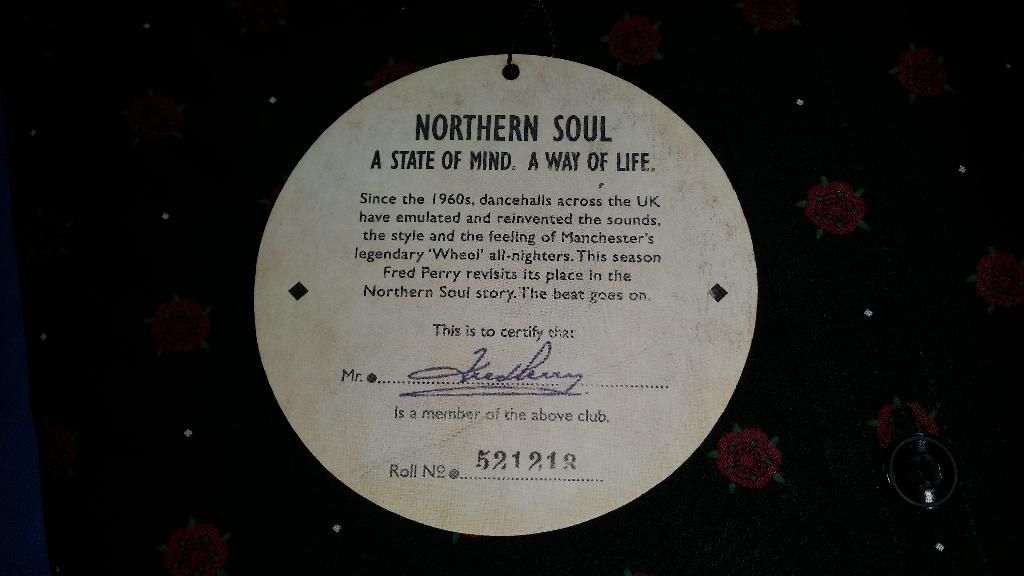 NORTHERN SOUL
A STATE OF MIND. A WAY OF LIFE.
Since the 1960s, dancehalls across the UK
have emulated and reinvented the sounds,
the style and the feeling of Manchester's
legendary 'Wheel' all-nighters. This season
Fred Perry revisits its place in the
Northern Soul story. The beat goes on.
This is to certify that
Mr. Fred Perry
is a member of the above club.
Roll No 521218